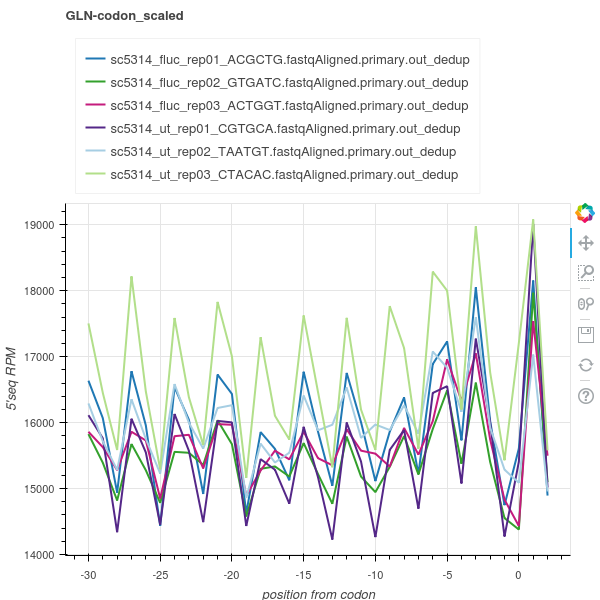 GLN-codon_scaled
sc5314_fluc_rep01_ACGCTG.fastqAligned.primary.out_dedup
sc5314_fluc_rep02_GTGATC.fastqAligned.primary.out_dedup
sc5314_fluc_rep03_ACTGGT.fastqAligned.primary.out_dedup
sc5314_ut_rep01_CGTGCA.fastqAligned.primary.out_dedup
sc5314_ut_rep02_TAATGT.fastqAligned.primary.out_dedup
sc5314_ut_rep03_CTACAC.fastqAligned.primary.out_dedup
19000
18000
17000
16000
15000
14000
5'seq RPM
-30 -25 -20 -15 -10 -5 0
position from codon